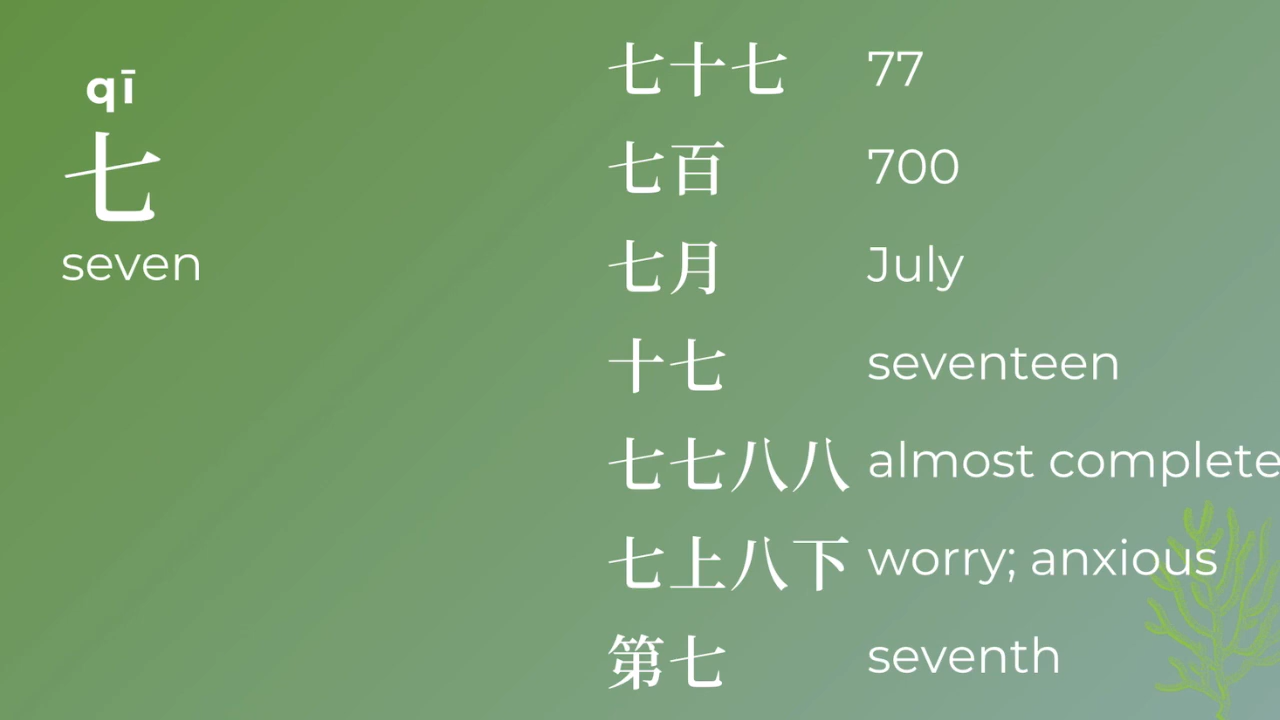 qī
七
seven
七十七 77
七百 700
七月 July
十七 seventeen
七七八八 almost complete
七上八下 worry; anxious
第七 seventh